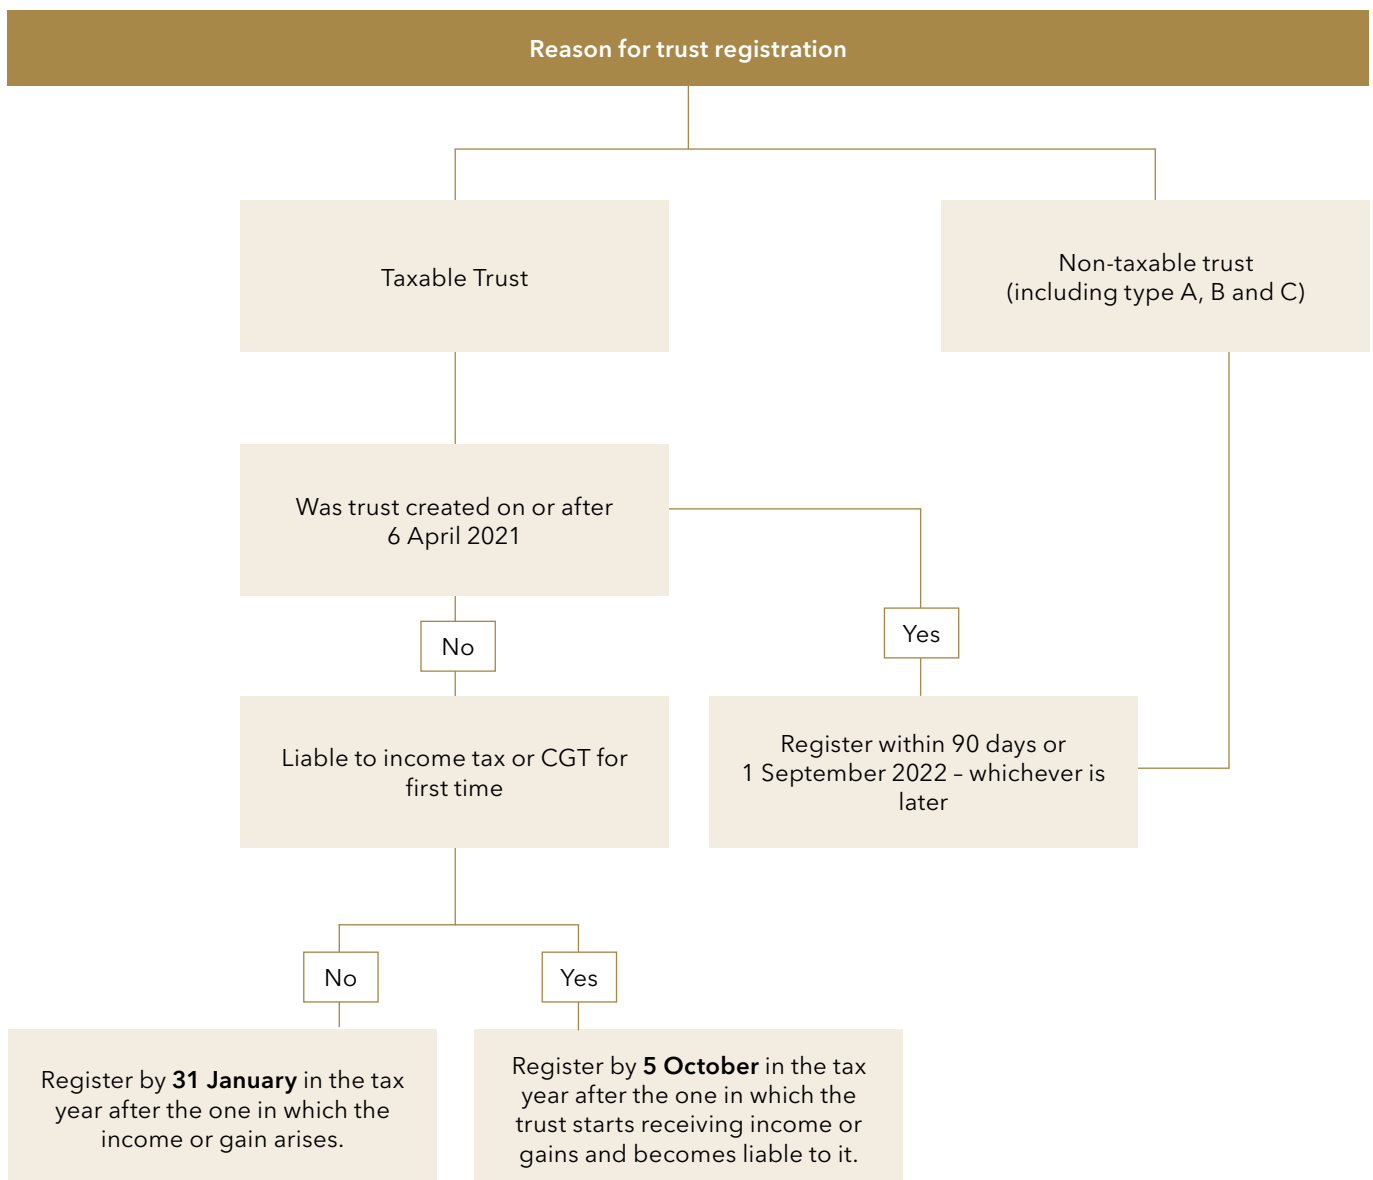 Reason for trust registration
Taxable Trust
Non-taxable trust
(including type A, B and C)
Was trust created on or after
6 April 2021
Yes
No
Liable to income tax or CGT for
first time
Register within 90 days or
1 September 2022 – whichever is
later
No
Yes
Register by 31 January in the tax
year after the one in which the
income or gain arises.
Register by 5 October in the tax
year after the one in which the
trust starts receiving income or
gains and becomes liable to it.